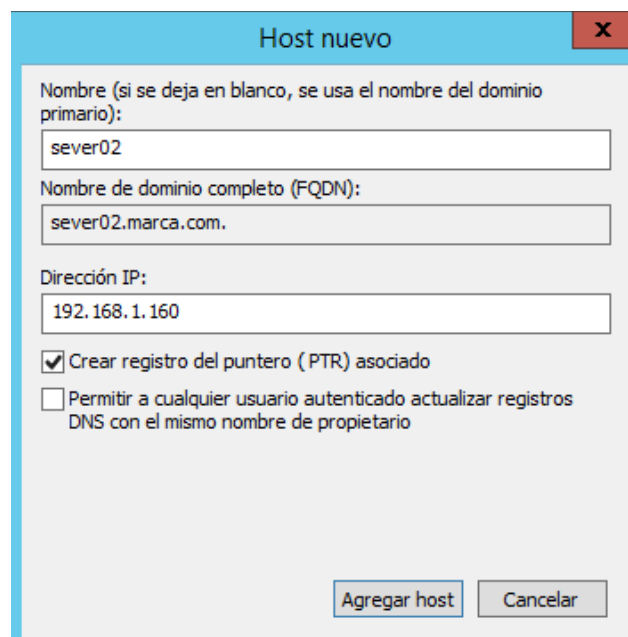 Host nuevo
x
Nombre (si se deja en blanco, se usa el nombre del dominio
primario):
sever02
Nombre de dominio completo (FQDN):
sever02.marca.com.
Dirección IP:
192.168.1.160
Crear registro del puntero (PTR) asociado
Permitir a cualquier usuario autenticado actualizar registros
DNS con el mismo nombre de propietario
Agregar host Cancelar